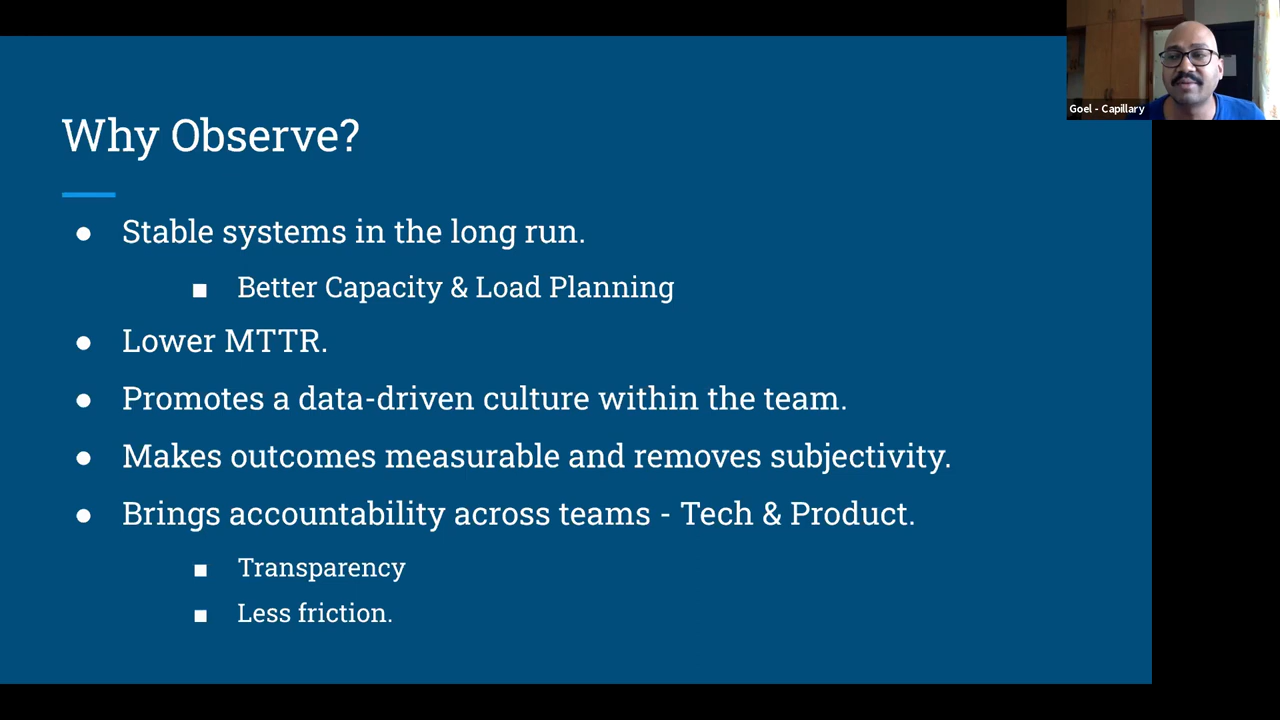 Goel - Capillary
Why Observe?
● Stable systems in the long run.
■ Better Capacity & Load Planning
● Lower MTTR.
● Promotes a data-driven culture within the team.
● Makes outcomes measurable and removes subjectivity.
● Brings accountability across teams - Tech & Product.
■ Transparency
■ Less friction.